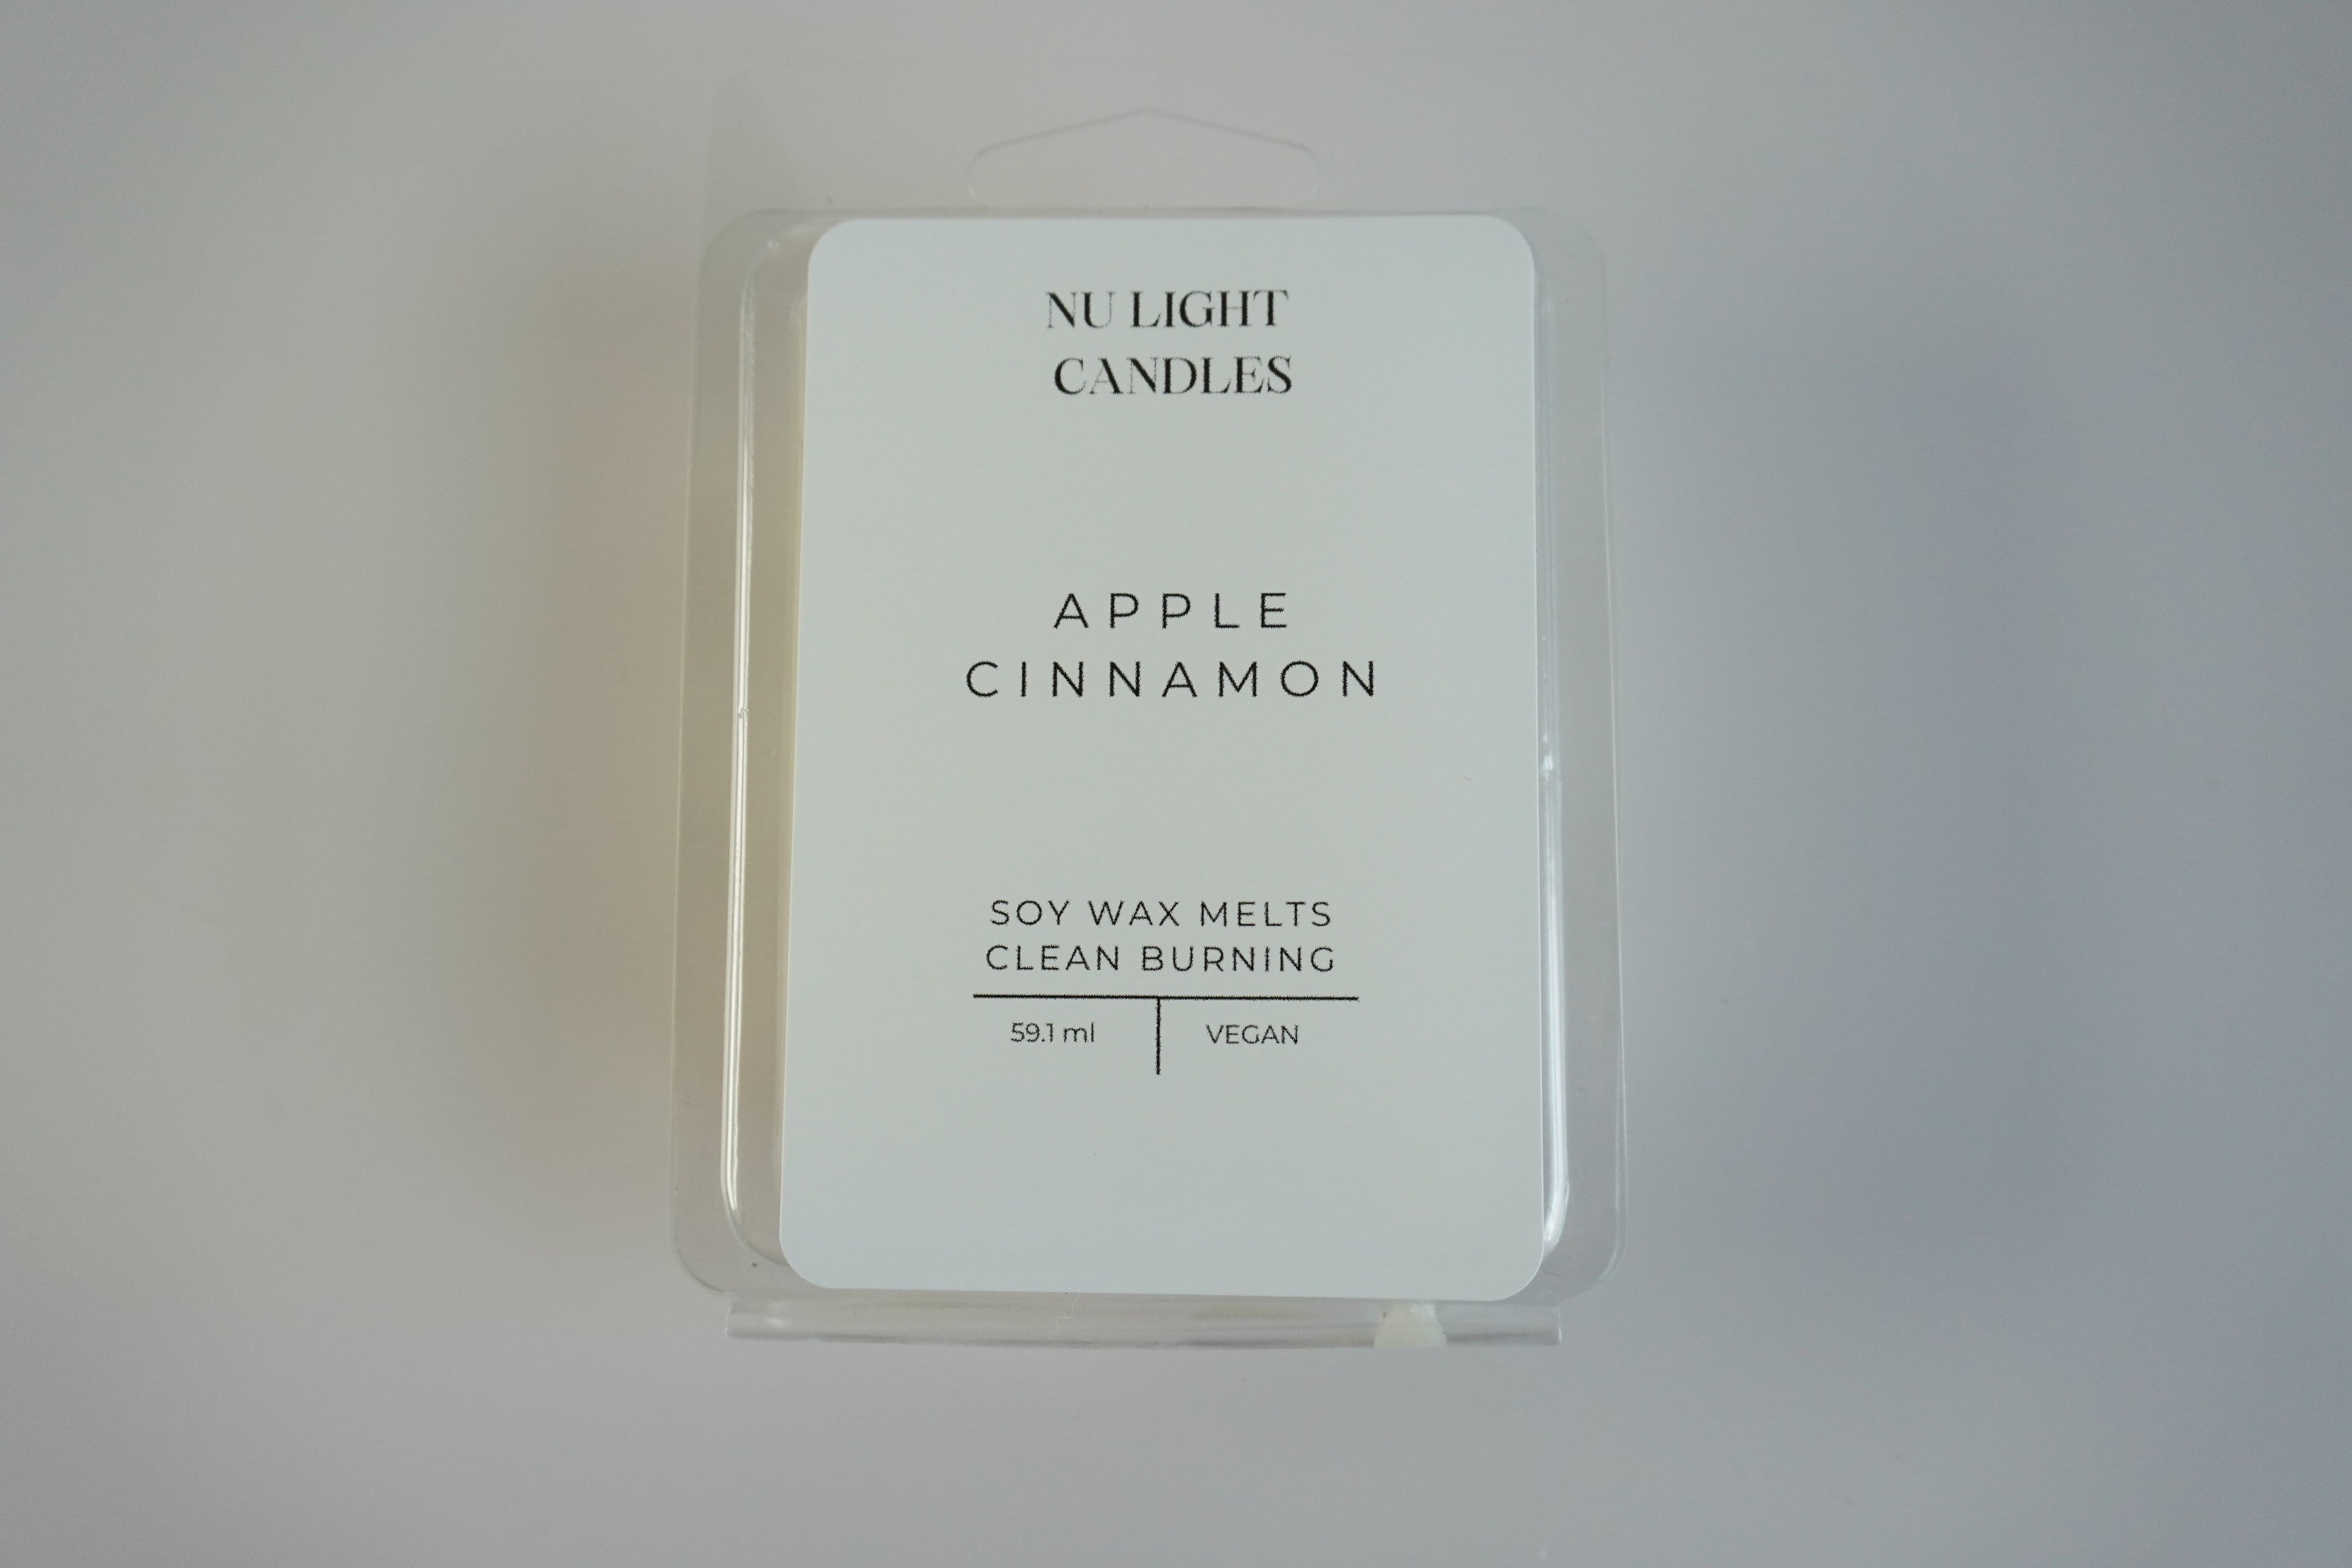 NU LIGHT
CANDLES
APPLE
CINNAMON
SOY WAX MELTS
CLEAN BURNING
59.1 ml
VEGAN